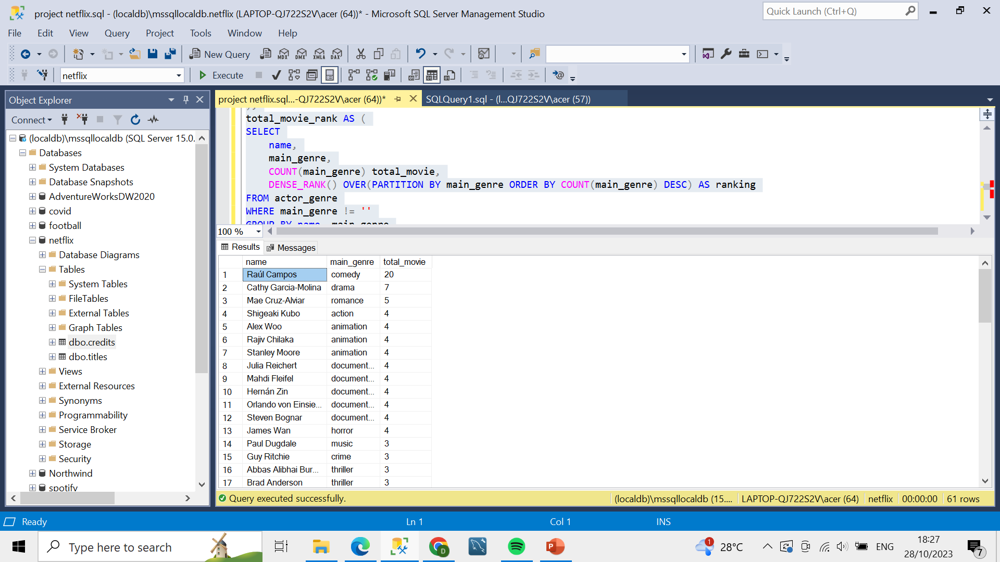 project netflix.sql - (localdb)\mssqllocaldb.netflix (LAPTOP-QJ722S2V\acer (64))* - Microsoft SQL Server Management Studio
Quick Launch (Ctrl+Q)
File Edit View Query Project Tools Window Help
New Query MDX DMX XMLA DAX
netflix Execute
Object Explorer
Connect
(localdb)\mssqllocaldb (SQL Server 15.0.
Databases
System Databases
Database Snapshots
AdventureWorksDW2020
covid
football
netflix
Database Diagrams
Tables
System Tables
FileTables
External Tables
Graph Tables
dbo.credits
dbo.titles
Views
External Resources
Synonyms
Programmability
Service Broker
Storage
Security
Northwind
spotify
project netflix.sql...-QJ722S2V\acer (64))* SQLQuery1.sql - (l...QJ722S2V\acer (57))
total_movie_rank AS (
SELECT
name,
main_genre,
COUNT(main_genre) total_movie,
DENSE_RANK() OVER(PARTITION BY main_genre ORDER BY COUNT(main_genre) DESC) AS ranking
FROM actor_genre
WHERE main_genre != ''
GROUP BY name, main_genre
100 %
Results Messages
name main_genre total_movie
1 Raúl Campos comedy 20
2 Cathy Garcia-Molina drama 7
3 Mae Cruz-Alviar romance 5
4 Shigeaki Kubo action 4
5 Alex Woo animation 4
6 Rajiv Chilaka animation 4
7 Stanley Moore animation 4
8 Julia Reichert document... 4
9 Mahdi Fleifel document... 4
10 Hernán Zin document... 4
11 Orlando von Einsie... document... 4
12 Steven Bognar document... 4
13 James Wan horror 4
14 Paul Dugdale music 3
15 Guy Ritchie crime 3
16 Abbas Alibhai Bur... thriller 3
17 Brad Anderson thriller 3
Query executed successfully. (localdb)\mssqllocaldb (15.... LAPTOP-QJ722S2V\acer (64) netflix 00:00:00 61 rows
Ready Ln 1 Col 1 INS
Type here to search
1 28°C ENG 18:27
28/10/2023 7